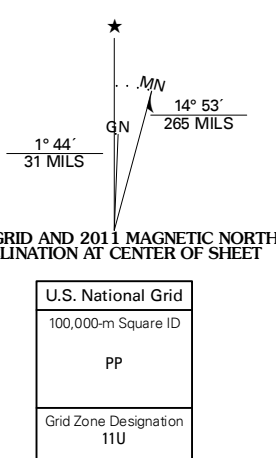 MN
14° 53´
265 MILS
GN
1° 44´
31 MILS
GRID AND 2011 MAGNETIC NORTH
LINATION AT CENTER OF SHEET
U.S. National Grid
100,000-m Square ID
PP
Grid Zone Designation
11U